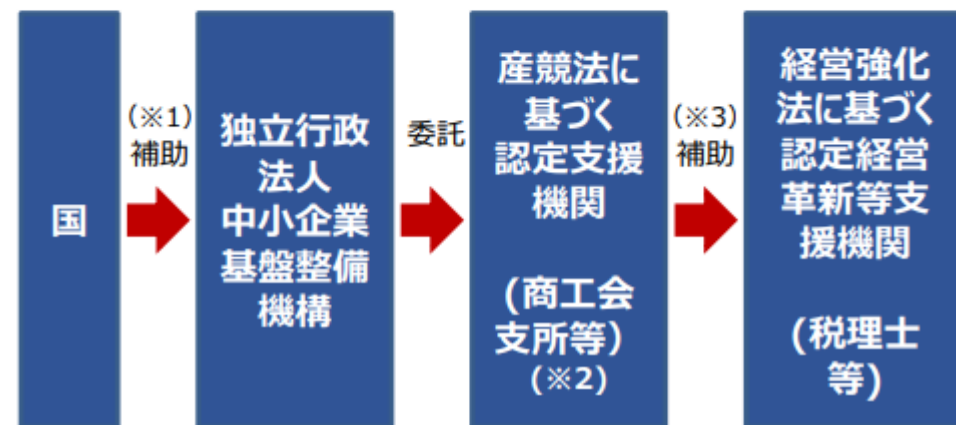 国
（※1）
補助
独立行政
法人
中小企業
基盤整備
機構
委託
産競法に
基づく
認定支援
機関
(商工会
支所等）
（※2）
（※3）
補助
経営強化
法に基づく
認定経営
革新等支
援機関
(税理士
等)